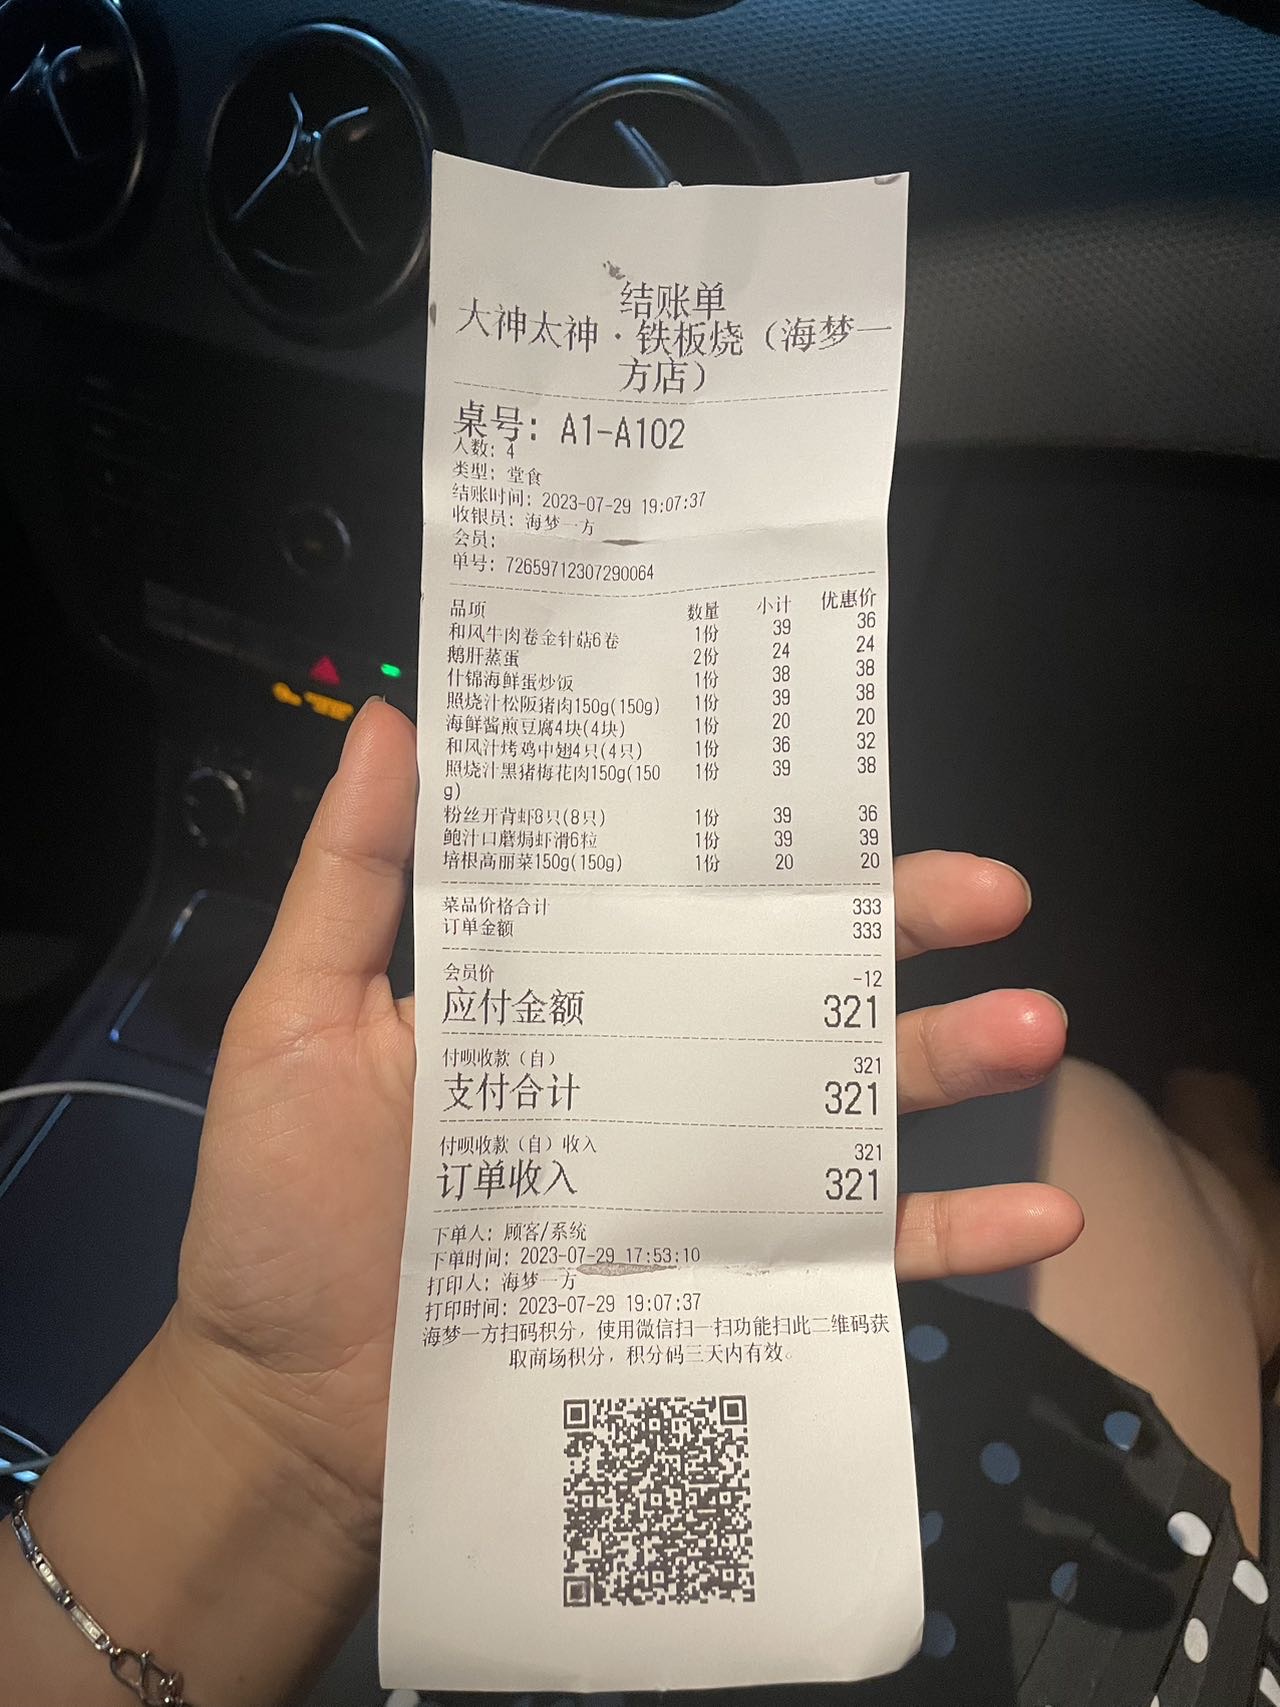 结账单
大神太神·铁板烧（海梦一
方店）
桌号：A1-A102
人数：4
类型：堂食
结账时间：2023-07-29 19:07:37
收银员：海梦一方
会员：
单号：72659712307290064
品项 数量 小计 优惠价
和风牛肉卷金针菇6卷 1份 39 36
鹅肝蒸蛋 2份 24 24
什锦海鲜蛋炒饭 1份 38 38
照烧汁松阪猪肉150g(150g) 1份 39 38
海鲜酱煎豆腐4块(4块) 1份 20 20
和风汁烤鸡中翅4只(4只) 1份 36 32
照烧汁黑猪梅花肉150g(150 1份 39 38
g)
粉丝开背虾8只(8只) 1份 39 36
鲍汁口蘑焗虾滑6粒 1份 39 39
培根高丽菜150g(150g) 1份 20 20
菜品价格合计 333
订单金额 333
会员价 -12
应付金额 321
付呗收款（自） 321
支付合计 321
付呗收款（自）收入 321
订单收入 321
下单人：顾客/系统
下单时间：2023-07-29 17:53:10
打印人：海梦一方
打印时间：2023-07-29 19:07:37
海梦一方扫码积分，使用微信扫一扫功能扫此二维码获
取商场积分，积分码三天内有效。